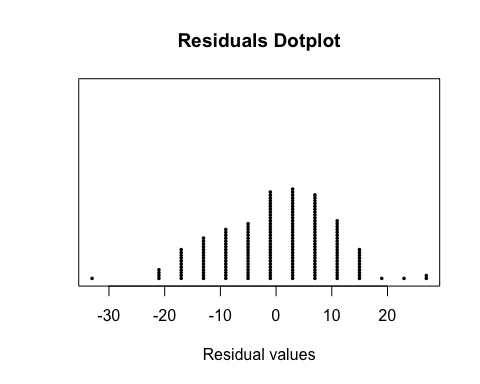 Residuals Dotplot
-30 -20 -10 0 10 20
Residual values